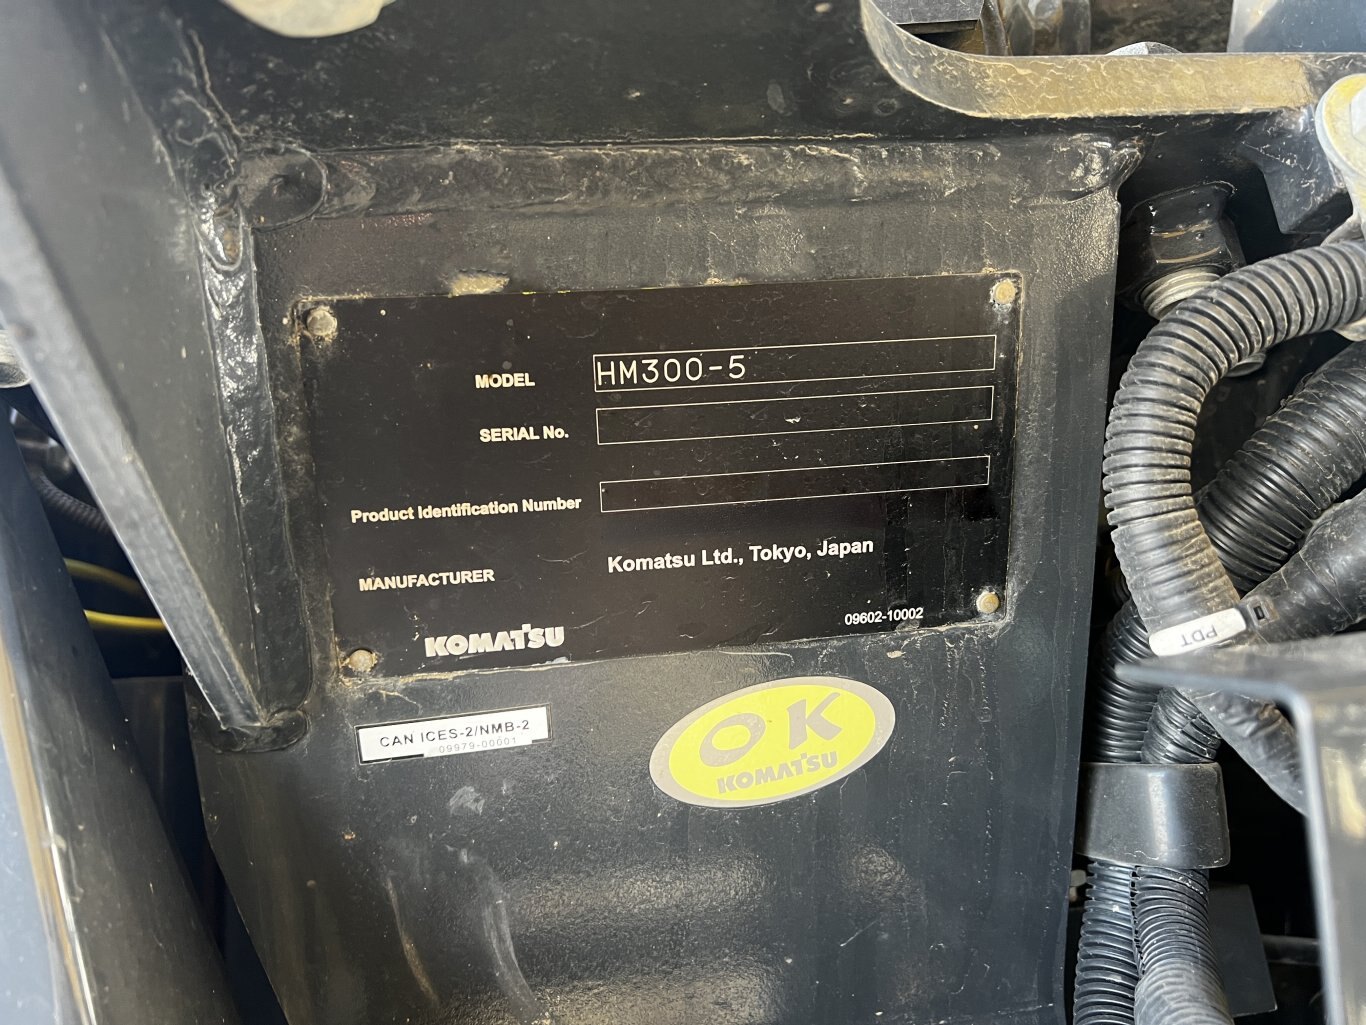 MODEL HM300-5
SERIAL No.
Product Identification Number
MANUFACTURER Komatsu Ltd., Tokyo, Japan
KOMATSU 09602-10002
CAN ICES-2/NMB-2
09979-00001
OK
KOMATSU
PDT